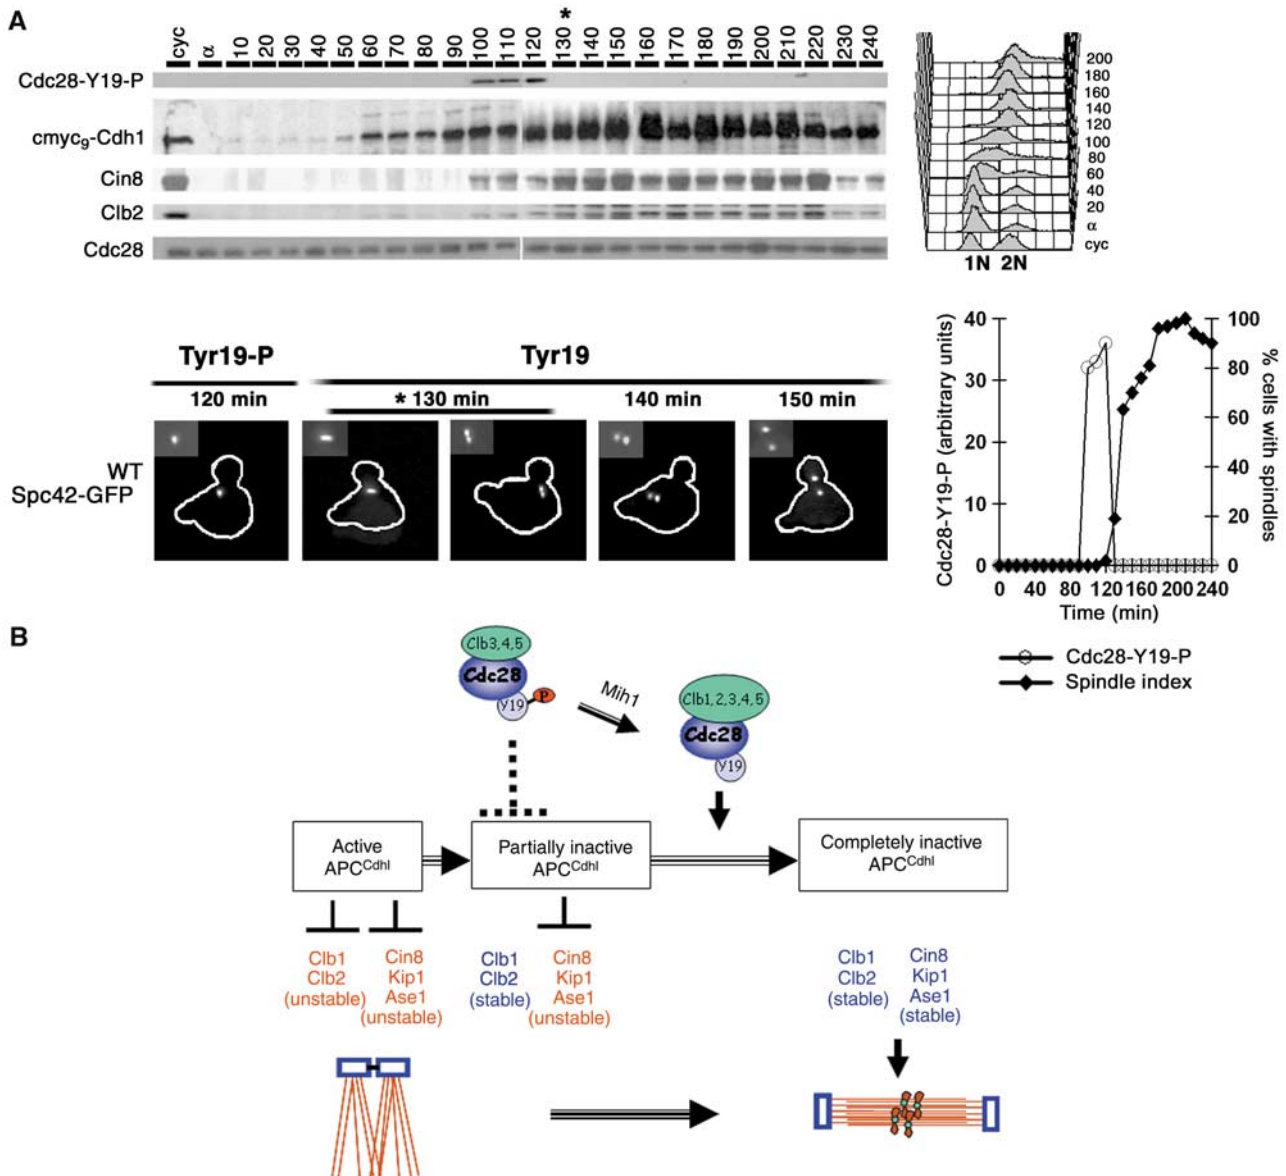 A
*
cyc α 10 20 30 40 50 60 70 80 90 100 110 120 130 140 150 160 170 180 190 200 210 220 230 240
Cdc28-Y19-P
cmyc9-Cdh1
Cin8
Clb2
Cdc28
200
180
160
140
120
100
80
60
40
20
α
cyc
1N 2N
Tyr19-P
Tyr19
120 min
* 130 min
140 min
150 min
WT
Spc42-GFP
Cdc28-Y19-P (arbitrary units)
40
30
20
10
0
100
80
60
40
20
0
% cells with spindles
0 40 80 120 160 200 240
Time (min)
Cdc28-Y19-P
Spindle index
B
Clb3,4,5
Cdc28
Y19
P
Mih1
Clb1,2,3,4,5
Cdc28
Y19
Active
APCCdhI
Partially inactive
APCCdhI
Completely inactive
APCCdhI
Clb1
Clb2
(unstable)
Cin8
Kip1
Ase1
(unstable)
Clb1
Clb2
(stable)
Cin8
Kip1
Ase1
(unstable)
Clb1
Clb2
(stable)
Cin8
Kip1
Ase1
(stable)